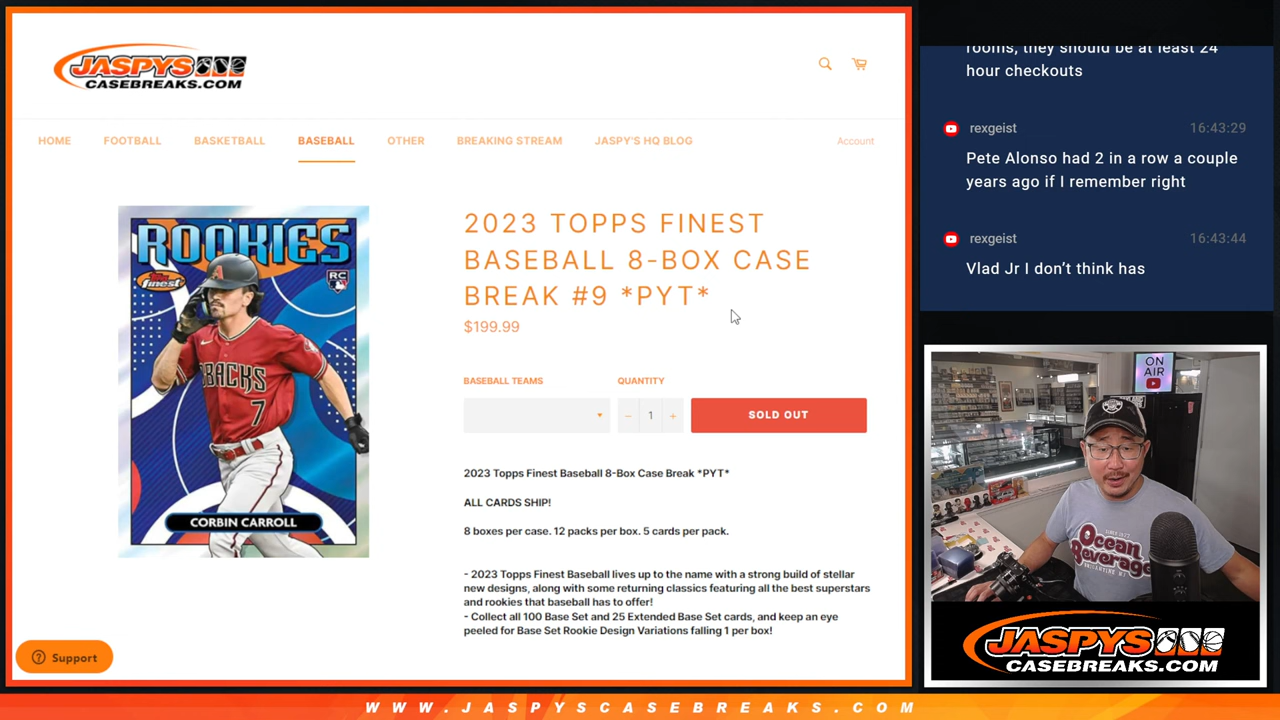 JASPYS
CASEBREAKS.COM
HOME
FOOTBALL
BASKETBALL
BASEBALL
OTHER
BREAKING STREAM
JASPY'S HQ BLOG
Account
ROOKIES
Topps
finest
RC
A
DBACKS
7
CORBIN CARROLL
2023 TOPPS FINEST
BASEBALL 8-BOX CASE
BREAK #9 *PYT*
$199.99
BASEBALL TEAMS
QUANTITY
− 1 +
SOLD OUT
2023 Topps Finest Baseball 8-Box Case Break *PYT*
ALL CARDS SHIP!
8 boxes per case. 12 packs per box. 5 cards per pack.
- 2023 Topps Finest Baseball lives up to the name with a strong build of stellar
new designs, along with some returning classics featuring all the best superstars
and rookies that baseball has to offer!
- Collect all 100 Base Set and 25 Extended Base Set cards, and keep an eye
peeled for Base Set Rookie Design Variations falling 1 per box!
Support
rooms, they should be at least 24
hour checkouts
rexgeist 16:43:29
Pete Alonso had 2 in a row a couple
years ago if I remember right
rexgeist 16:43:44
Vlad Jr I don't think has
ON
AIR
Ocean
Beverage
JASPYS
CASEBREAKS.COM
WWW.JASPYSCASEBREAKS.COM